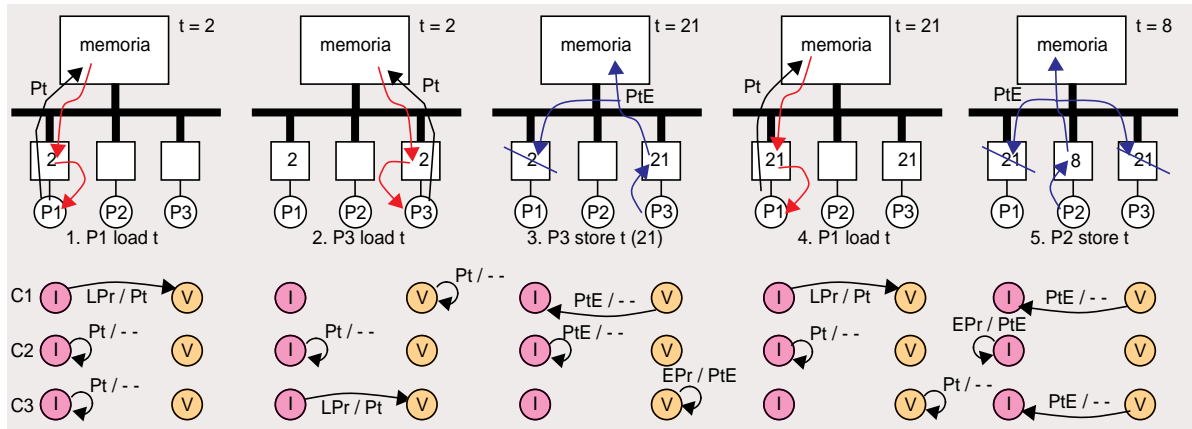 memoria t = 2
Pt
2
P1 P2 P3
1. P1 load t
memoria t = 2
Pt
2 2
P1 P2 P3
2. P3 load t
memoria t = 21
PtE
2 21
P1 P2 P3
3. P3 store t (21)
memoria t = 21
Pt
21 21
P1 P2 P3
4. P1 load t
memoria t = 8
PtE
21 8 21
P1 P2 P3
5. P2 store t
C1 I LPr / Pt V
C2 I Pt / - - V
C3 I Pt / - - V
I V Pt / - -
I Pt / - - V
I LPr / Pt V
I PtE / - - V
I PtE / - - V
I V EPr / PtE
I LPr / Pt V
I Pt / - - V
I V Pt / - -
I PtE / - - V
EPr / PtE I V
I PtE / - - V